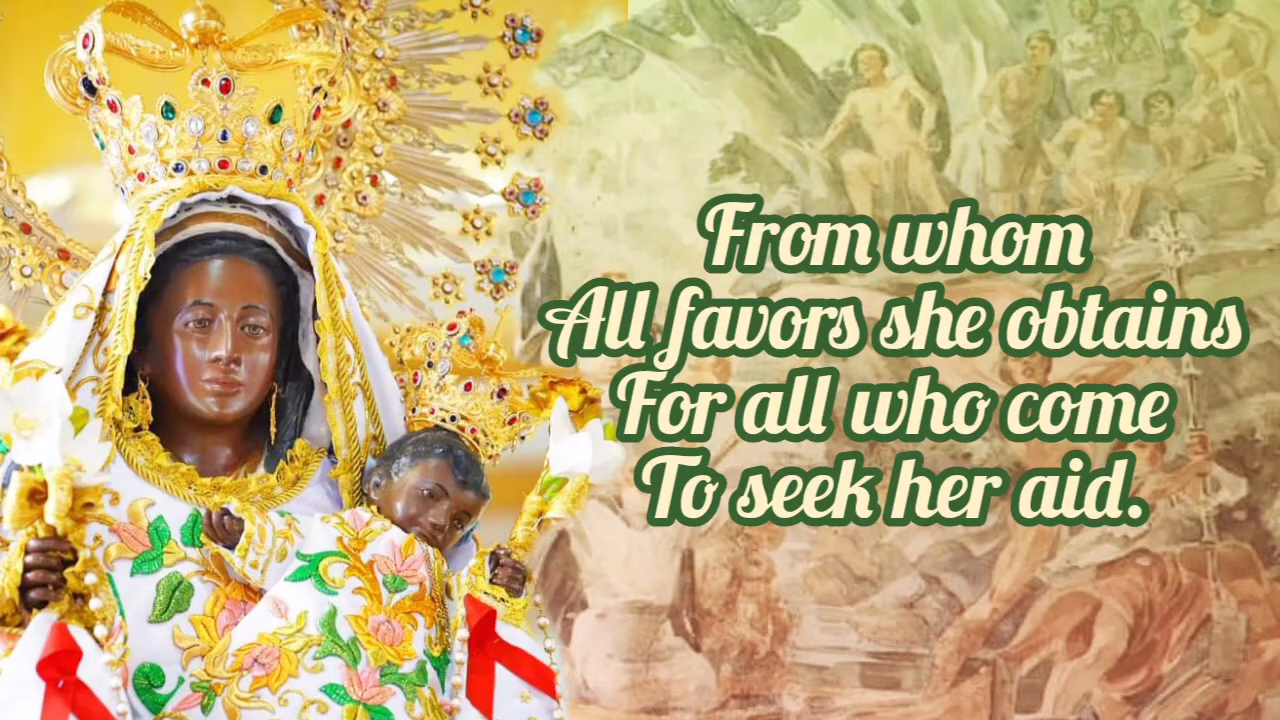 From whom
All favors she obtains
For all who come
To seek her aid.